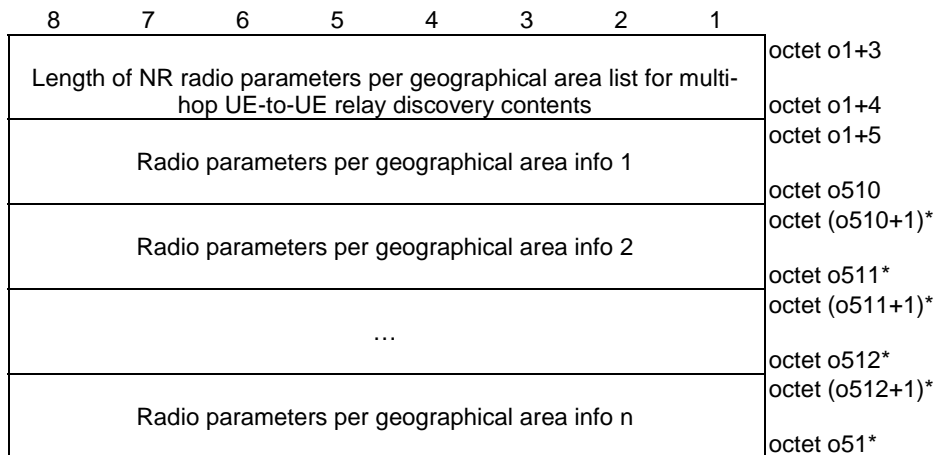 8 7 6 5 4 3 2 1
octet o1+3
Length of NR radio parameters per geographical area list for multi-
hop UE-to-UE relay discovery contents
octet o1+4
octet o1+5
Radio parameters per geographical area info 1
octet o510
octet (o510+1)*
Radio parameters per geographical area info 2
octet o511*
octet (o511+1)*
…
octet o512*
octet (o512+1)*
Radio parameters per geographical area info n
octet o51*